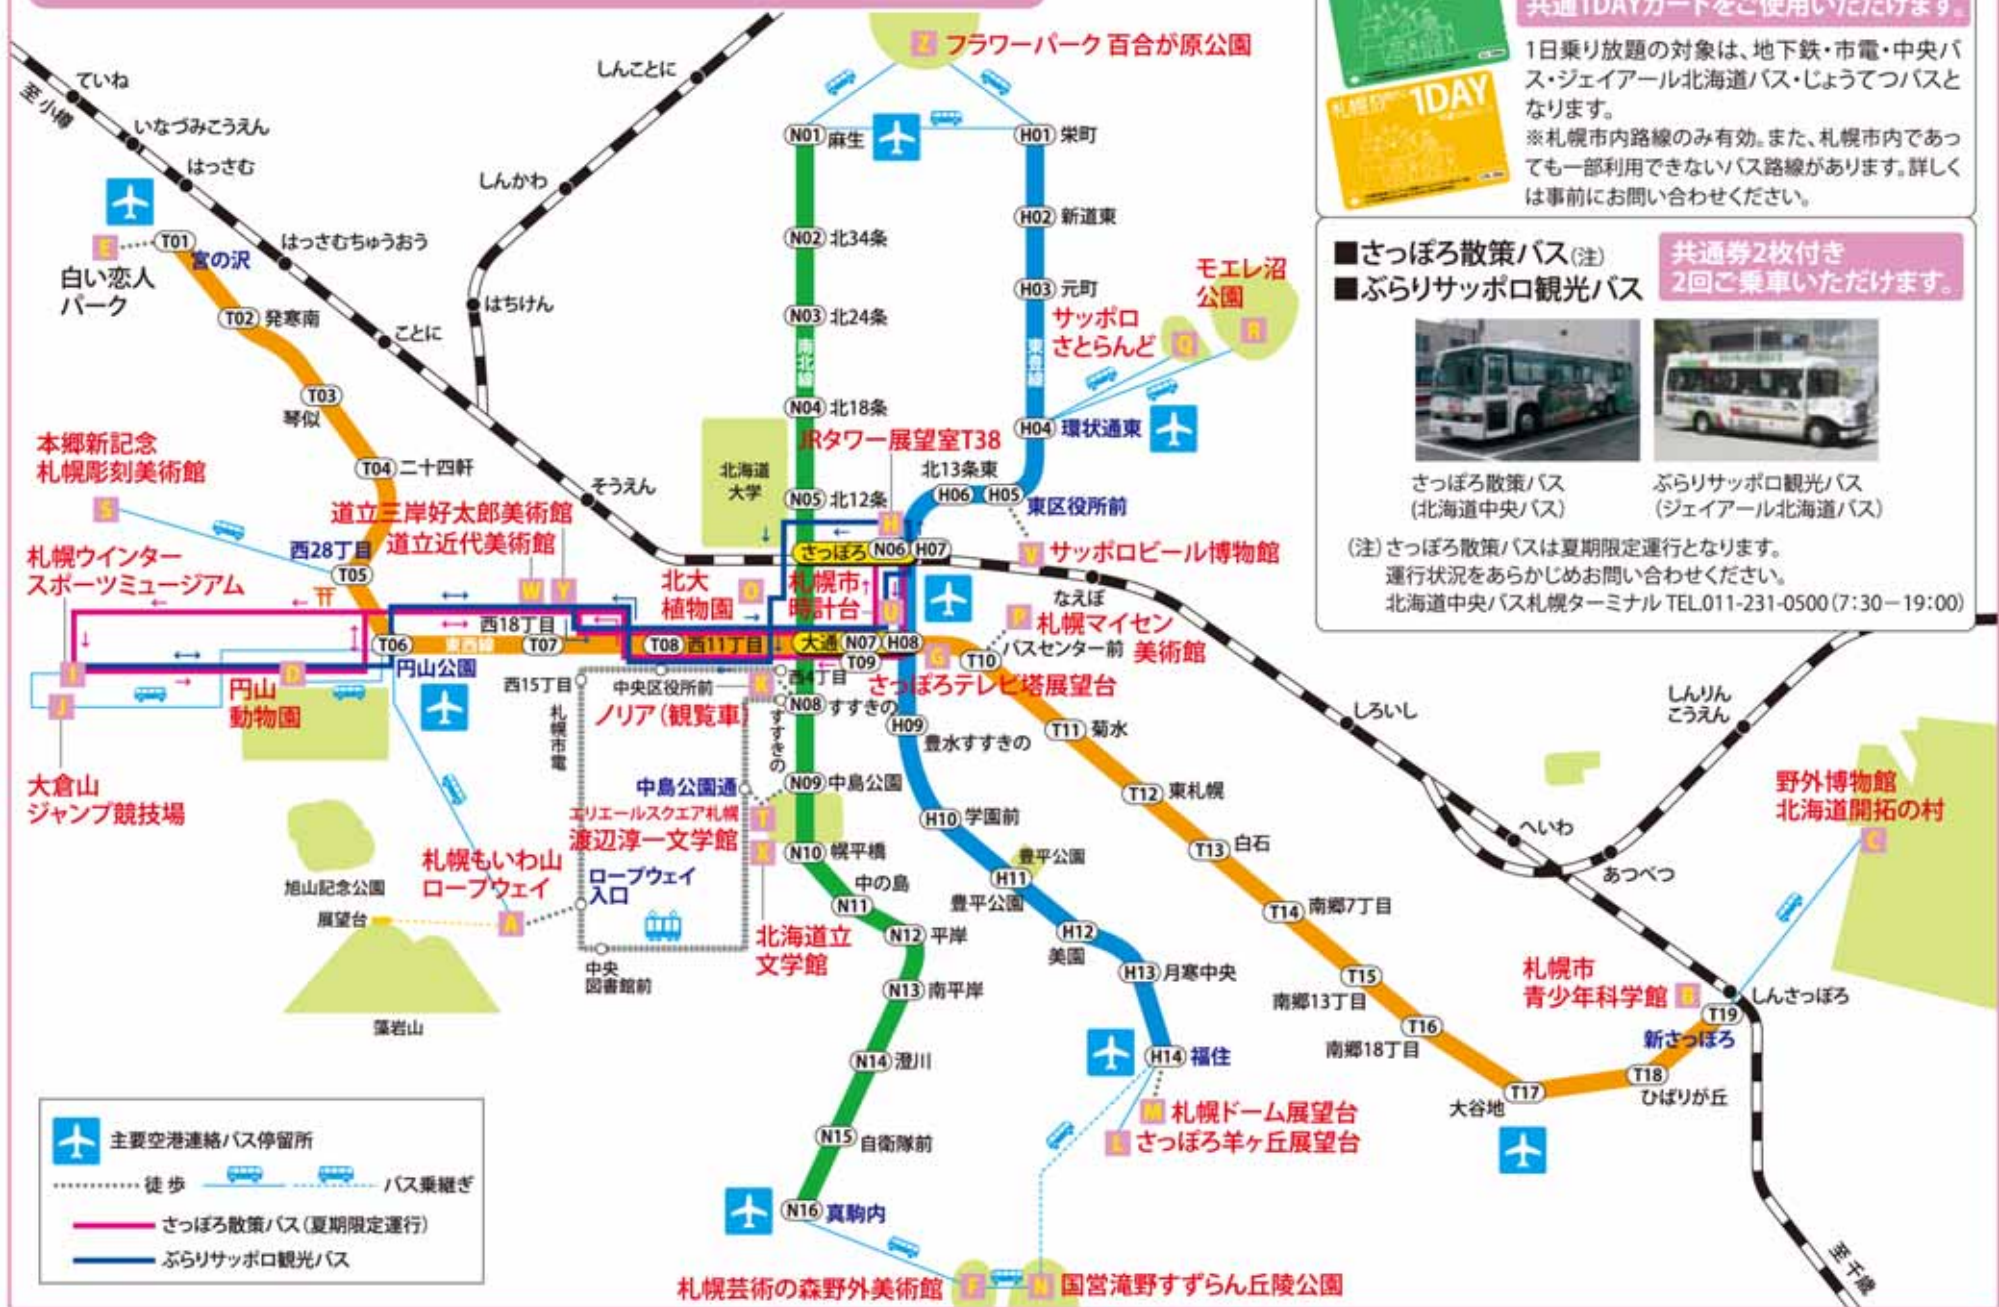 共通1DAYカードをご使用いただけます。
1DAY
1日乗り放題の対象は、地下鉄・市電・中央バ
ス・ジェイアール北海道バス・じょうてつバスと
なります。
※札幌市内路線のみ有効。また、札幌市内であっ
ても一部利用できないバス路線があります。詳しく
は事前にお問い合わせください。
■さっぽろ散策バス(注)
■ぶらりサッポロ観光バス
共通券2枚付き
2回ご乗車いただけます。
さっぽろ散策バス
(北海道中央バス)
ぶらりサッポロ観光バス
(ジェイアール北海道バス)
(注)さっぽろ散策バスは夏期限定運行となります。
運行状況をあらかじめお問い合わせください。
北海道中央バス札幌ターミナル TEL.011-231-0500(7:30-19:00)
Z フラワーパーク 百合が原公園
至小樽
ていね
いなづみこうえん
はっさむ
はっさむちゅうおう
ことに
そうえん
しんことに
しんかわ
はちけん
E
白い恋人
パーク
T01 宮の沢
T02 発寒南
T03
琴似
T04 二十四軒
西28丁目
T05
T06
円山公園
東西線
西18丁目
T07
T08 西11丁目
N01 麻生
N02 北34条
N03 北24条
南北線
N04 北18条
N05 北12条
さっぽろ N06 H07
大通 N07 H08
T09
H01 栄町
H02 新道東
H03 元町
東豊線
H04 環状通東
北13条東
H06 H05
東区役所前
モエレ沼
公園
R
サッポロ
さとらんど
Q
JRタワー展望室T38
H
北海道
大学
V サッポロビール博物館
なえぼ
本郷新記念
札幌彫刻美術館
S
道立三岸好太郎美術館
道立近代美術館
W Y
札幌ウインター
スポーツミュージアム
I
J
D
円山
動物園
大倉山
ジャンプ競技場
北大
植物園
O
札幌市
時計台
U
P
札幌マイセン
美術館
T10 バスセンター前
G
さっぽろテレビ塔展望台
西15丁目
中央区役所前
西4丁目
K
ノリア(観覧車)
札幌市電
すすきの
N08 すすきの
中島公園通
N09 中島公園
エリエールスクエア札幌
渡辺淳一文学館
T
X
N10 幌平橋
ロープウェイ
入口
中央
図書館前
北海道立
文学館
札幌もいわ山
ロープウェイ
A
旭山記念公園
展望台
藻岩山
中の島
N11
N12 平岸
N13 南平岸
N14 澄川
N15 自衛隊前
N16 真駒内
H09
豊水すすきの
H10 学園前
豊平公園
H11
豊平公園
H12
美園
H13 月寒中央
H14 福住
M 札幌ドーム展望台
L さっぽろ羊ヶ丘展望台
札幌芸術の森野外美術館 F
N 国営滝野すずらん丘陵公園
T11 菊水
T12 東札幌
T13 白石
T14 南郷7丁目
T15
南郷13丁目
T16
南郷18丁目
T17
大谷地
T18
ひばりが丘
T19
新さっぽろ
札幌市
青少年科学館 B
しんさっぽろ
しろいし
へいわ
あつべつ
しんりん
こうえん
野外博物館
北海道開拓の村
C
至千歳
主要空港連絡バス停留所
徒歩
バス乗継ぎ
さっぽろ散策バス(夏期限定運行)
ぶらりサッポロ観光バス